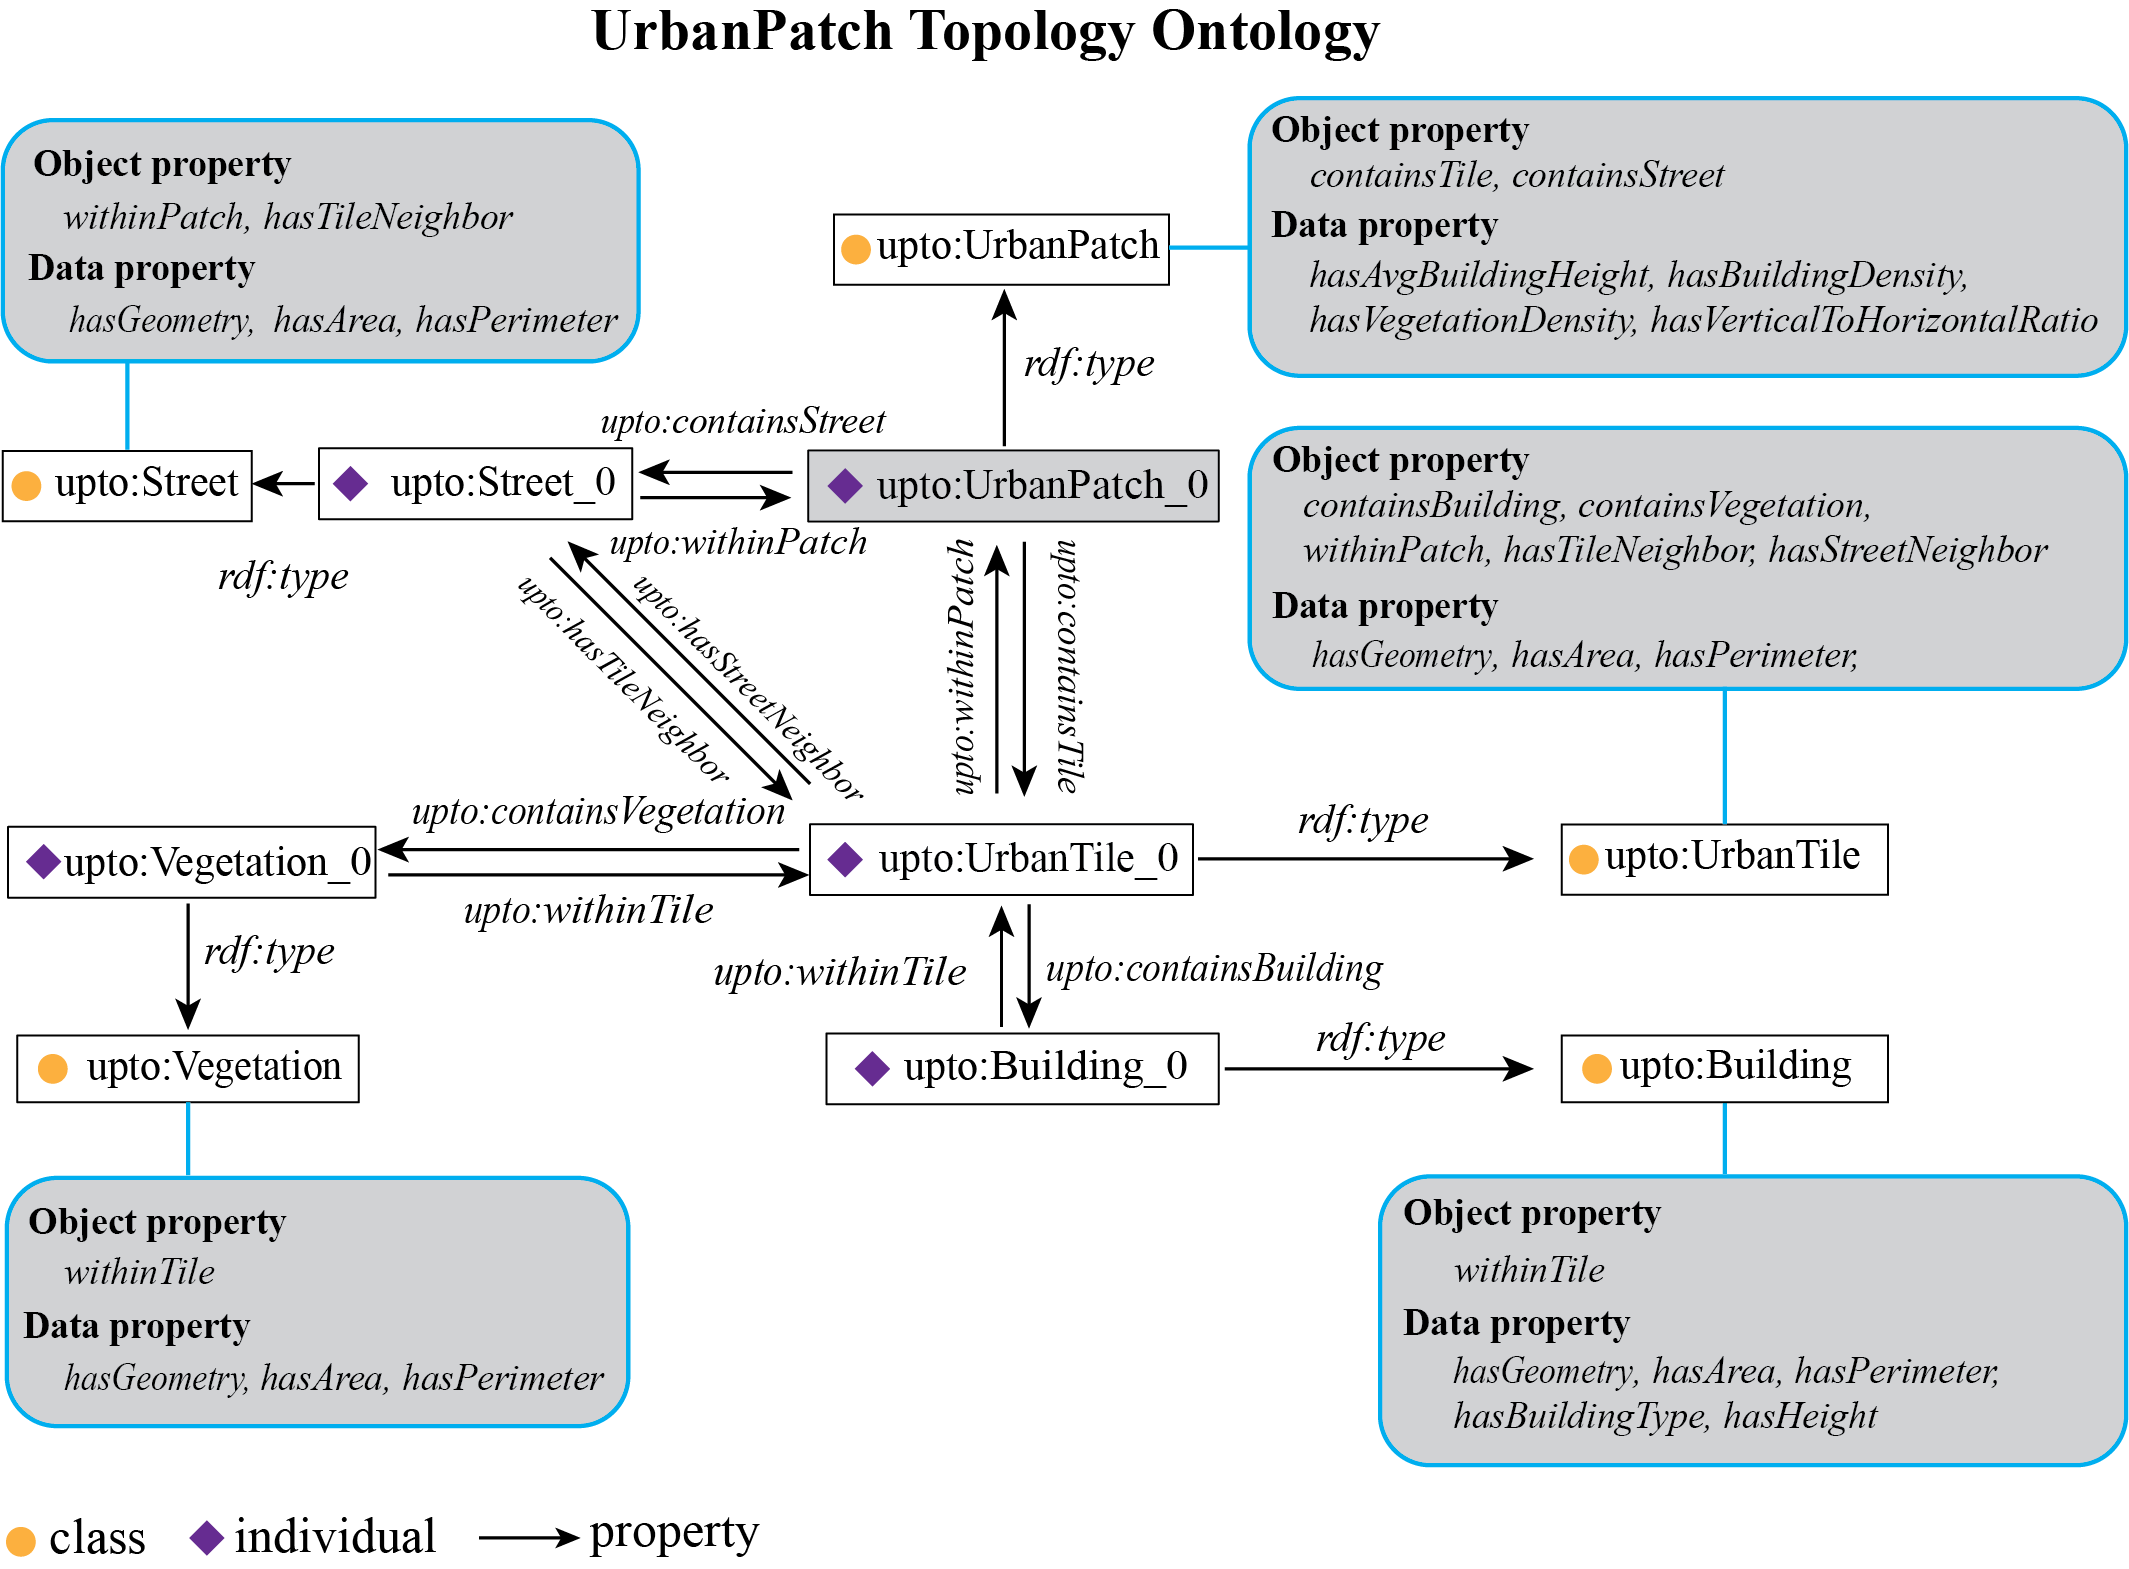 UrbanPatch Topology Ontology
Object property
withinPatch, hasTileNeighbor
Data property
hasGeometry, hasArea, hasPerimeter
Object property
containsTile, containsStreet
Data property
hasAvgBuildingHeight, hasBuildingDensity,
hasVegetationDensity, hasVerticalToHorizontalRatio
upto:UrbanPatch
rdf:type
upto:containsStreet
upto:Street
upto:Street_0
upto:UrbanPatch_0
upto:withinPatch
rdf:type
Object property
containsBuilding, containsVegetation,
withinPatch, hasTileNeighbor, hasStreetNeighbor
Data property
hasGeometry, hasArea, hasPerimeter,
upto:hasTileNeighbor
upto:hasStreetNeighbor
upto:withinPatch
upto:containsTile
upto:containsVegetation
rdf:type
upto:Vegetation_0
upto:UrbanTile_0
upto:UrbanTile
upto:withinTile
rdf:type
upto:withinTile
upto:containsBuilding
rdf:type
upto:Vegetation
upto:Building_0
upto:Building
Object property
withinTile
Data property
hasGeometry, hasArea, hasPerimeter
Object property
withinTile
Data property
hasGeometry, hasArea, hasPerimeter,
hasBuildingType, hasHeight
class
individual
property